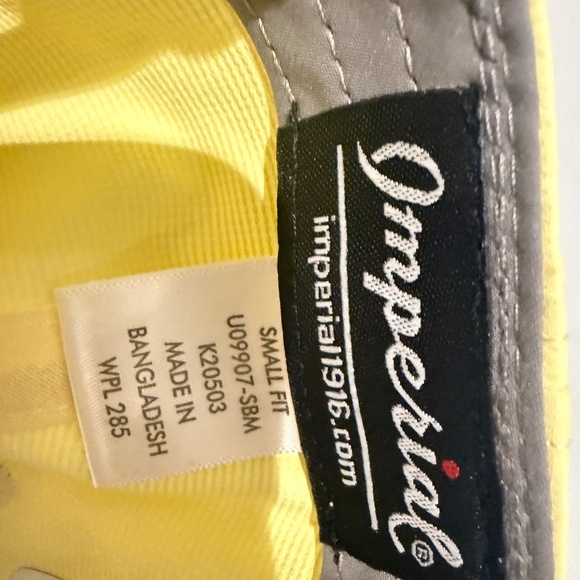 Imperial®
imperial1916.com
SMALL FIT
U09907-SBM
K20503
MADE IN
BANGLADESH
WPL 285